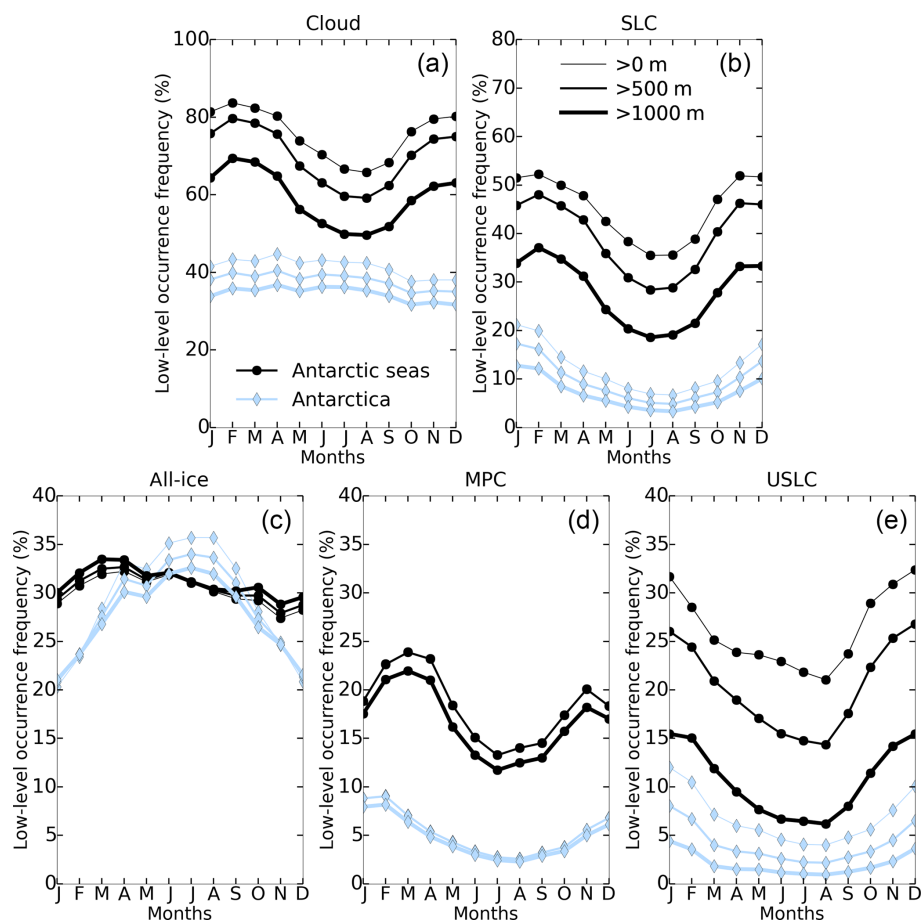 Cloud
(a)
Low-level occurrence frequency (%)
100
80
60
40
20
0
Antarctic seas
Antarctica
J F M A M J J A S O N D
Months
SLC
(b)
Low-level occurrence frequency (%)
80
70
60
50
40
30
20
10
0
>0 m
>500 m
>1000 m
J F M A M J J A S O N D
Months
All-ice
(c)
Low-level occurrence frequency (%)
40
35
30
25
20
15
10
5
0
J F M A M J J A S O N D
Months
MPC
(d)
Low-level occurrence frequency (%)
40
35
30
25
20
15
10
5
0
J F M A M J J A S O N D
Months
USLC
(e)
Low-level occurrence frequency (%)
40
35
30
25
20
15
10
5
0
J F M A M J J A S O N D
Months